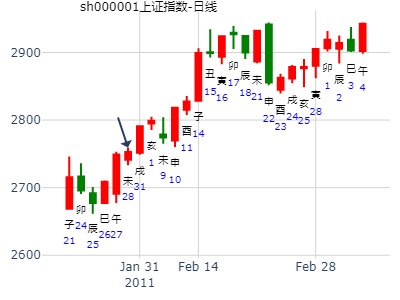 sh000001上证指数-日线
2900
2800
2700
2600
子
21
卯
24
辰
25
巳
26
午
27
未
28
戌
31
亥
1
未
9
申
10
酉
11
子
14
丑
15
寅
16
卯
17
辰
18
未
21
申
22
酉
23
戌
24
亥
25
寅
28
卯
1
辰
2
巳
3
午
4
Jan 31
2011
Feb 14
Feb 28